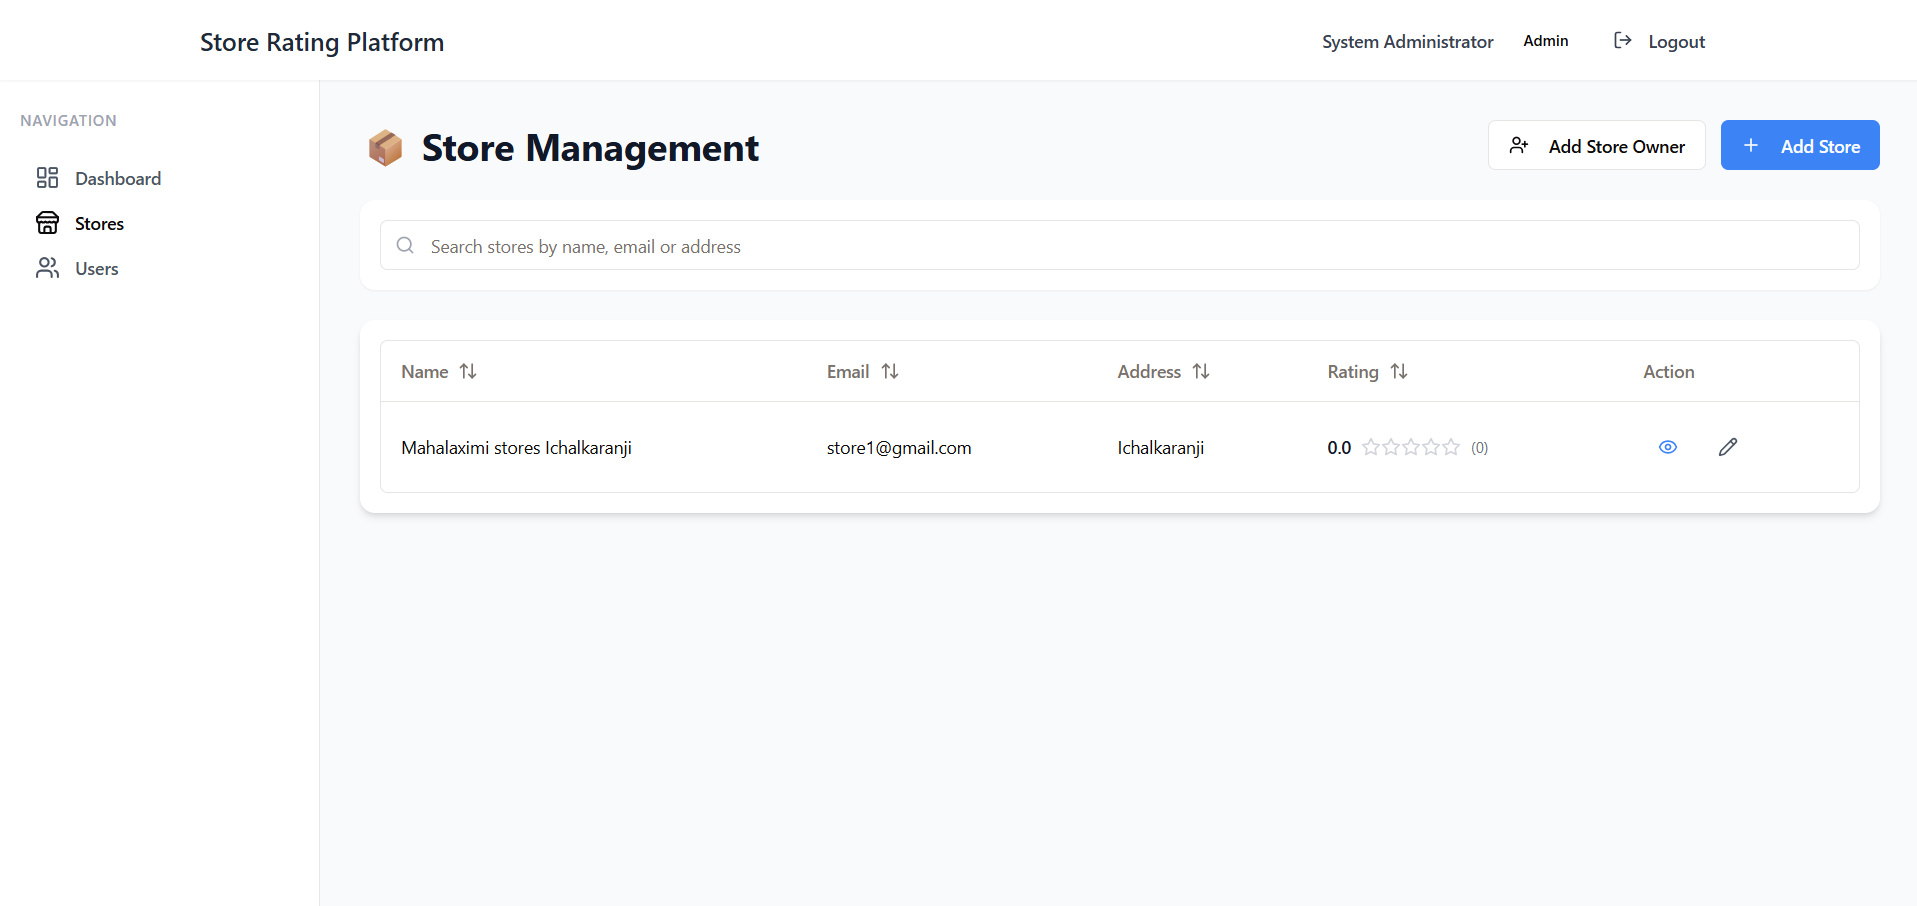 Store Rating Platform
System Administrator Admin Logout
NAVIGATION
Dashboard
Stores
Users
Store Management
Add Store Owner
Add Store
Search stores by name, email or address
Name Email Address Rating Action
Mahalaximi stores Ichalkaranji store1@gmail.com Ichalkaranji 0.0 (0)